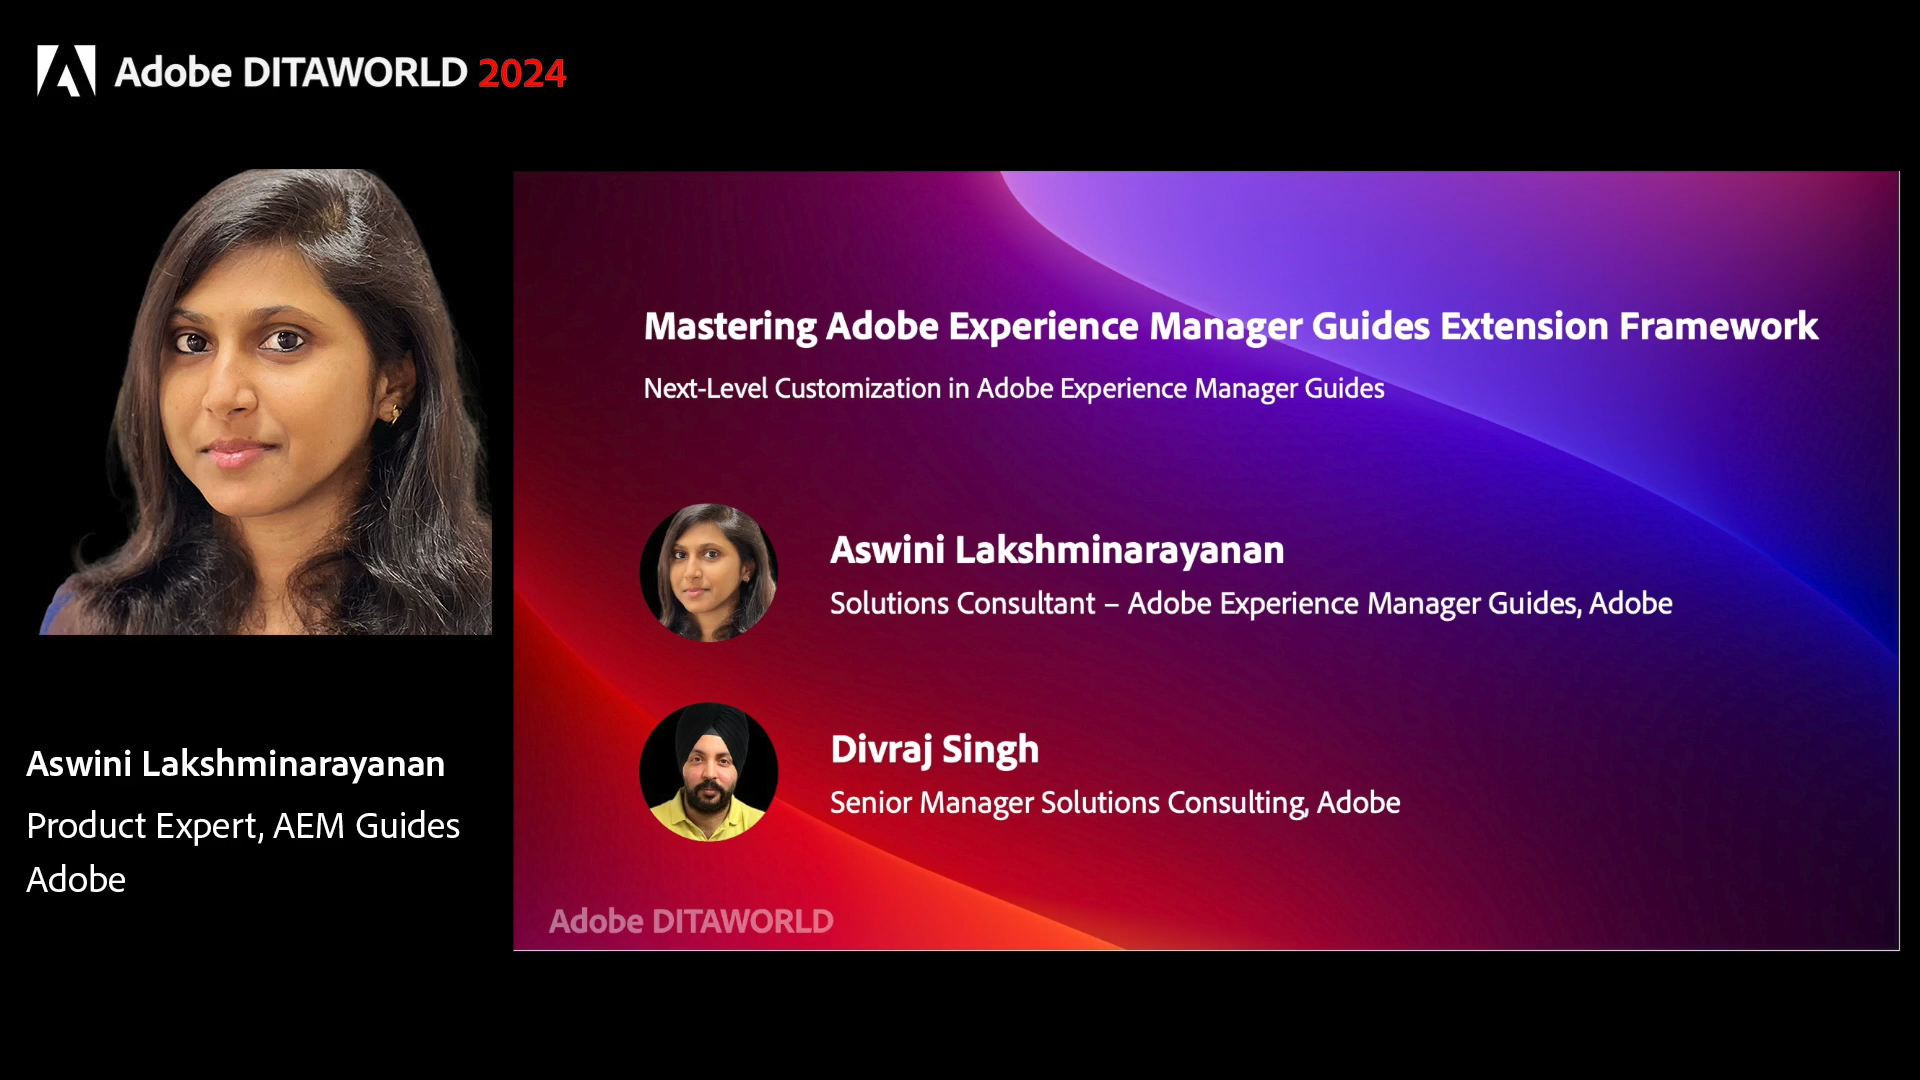 Adobe DITAWORLD 2024
Mastering Adobe Experience Manager Guides Extension Framework
Next-Level Customization in Adobe Experience Manager Guides
Aswini Lakshminarayanan
Solutions Consultant – Adobe Experience Manager Guides, Adobe
Divraj Singh
Senior Manager Solutions Consulting, Adobe
Adobe DITAWORLD
Aswini Lakshminarayanan
Product Expert, AEM Guides
Adobe